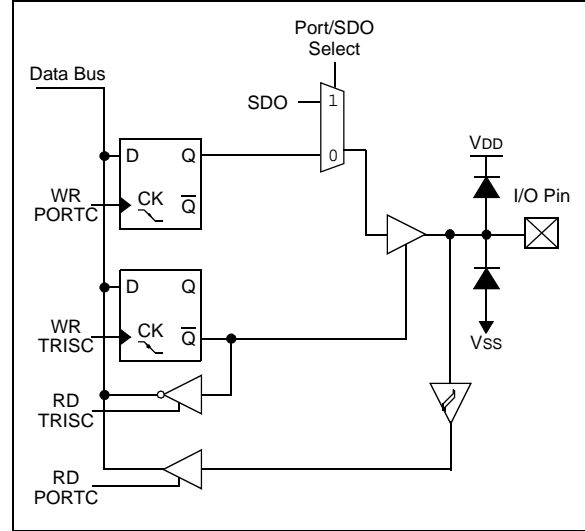 Port/SDO
Select
Data Bus
SDO
1
0
D
Q
CK
Q
WR
PORTC
VDD
I/O Pin
D
Q
CK
Q
WR
TRISC
VSS
RD
TRISC
RD
PORTC